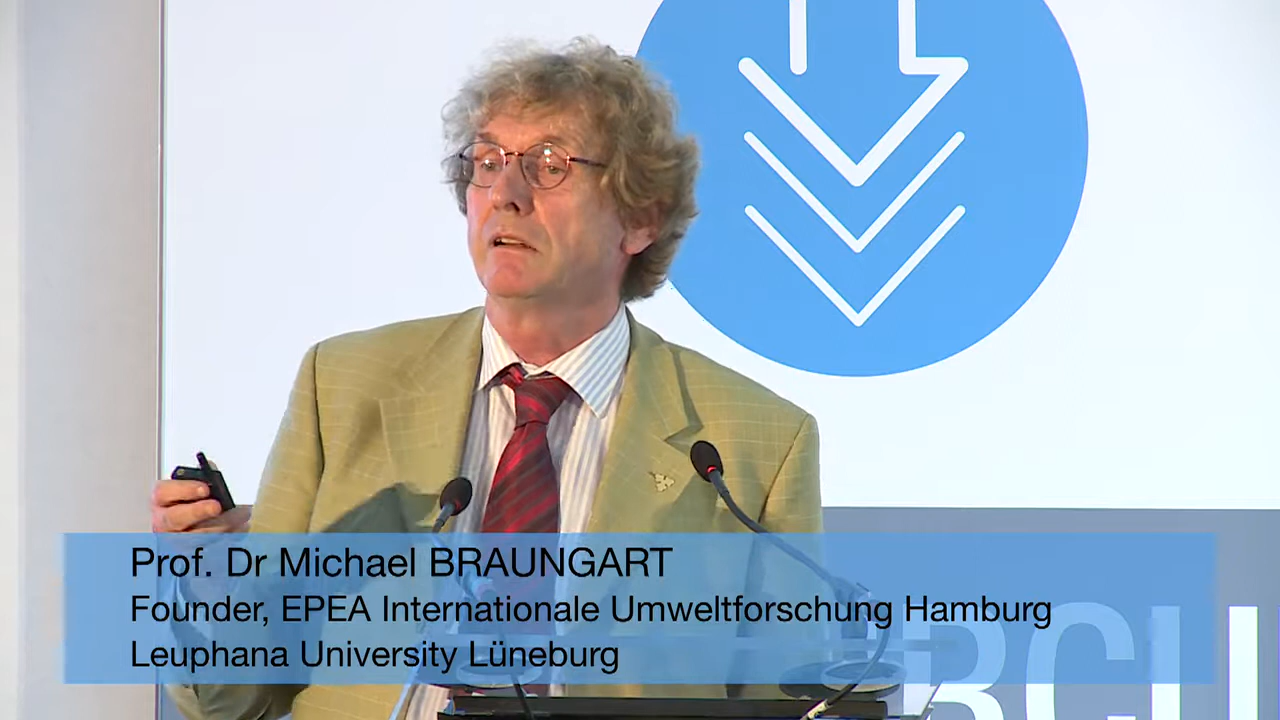 Prof. Dr Michael BRAUNGART
Founder, EPEA Internationale Umweltforschung Hamburg
Leuphana University Lüneburg